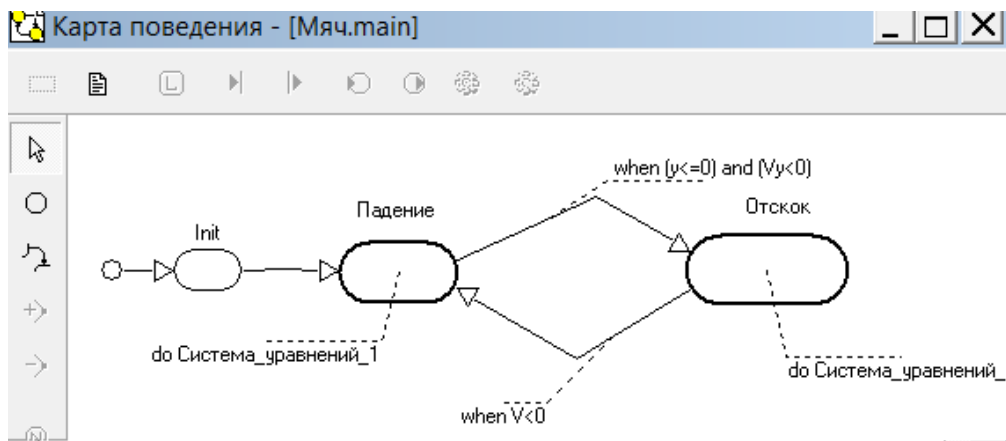 Карта поведения - [Мяч.main]
L
when (y<=0) and (Vy<0)
Падение
Отскок
Init
do Система_уравнений_1
do Система_уравнений_
when V<0
N